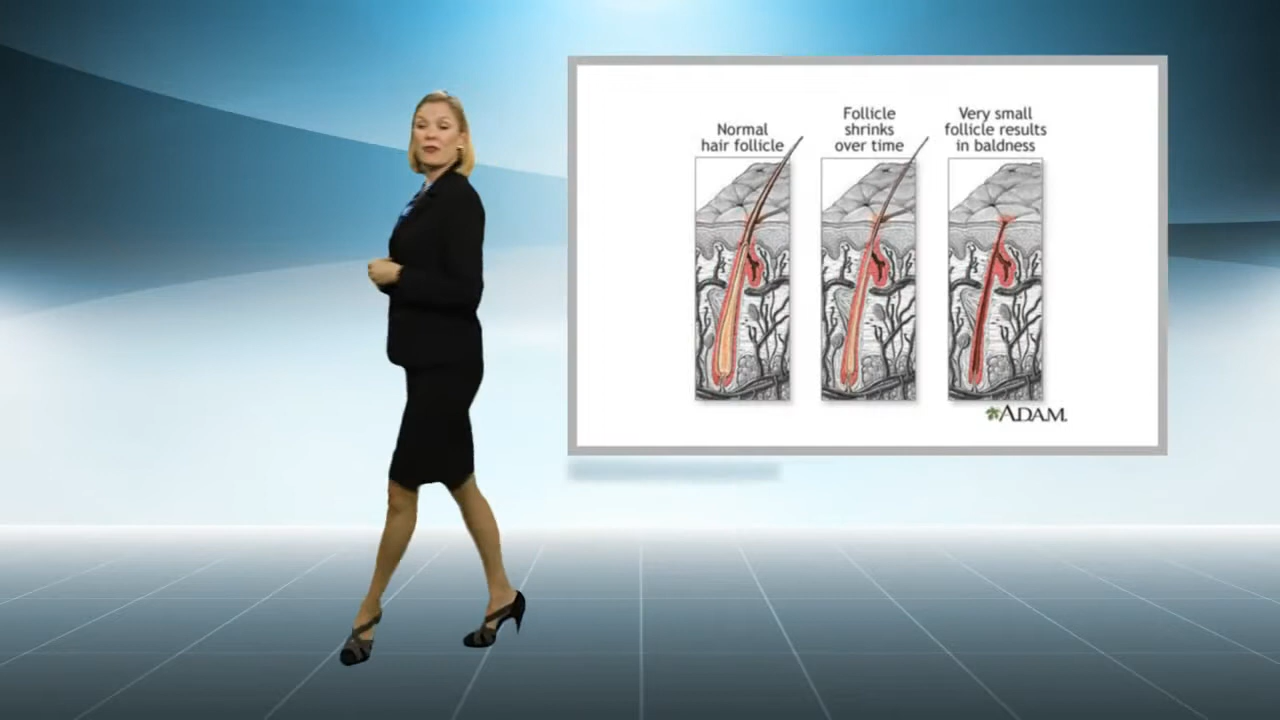 Normal
hair follicle
Follicle
shrinks
over time
Very small
follicle results
in baldness
ADAM.